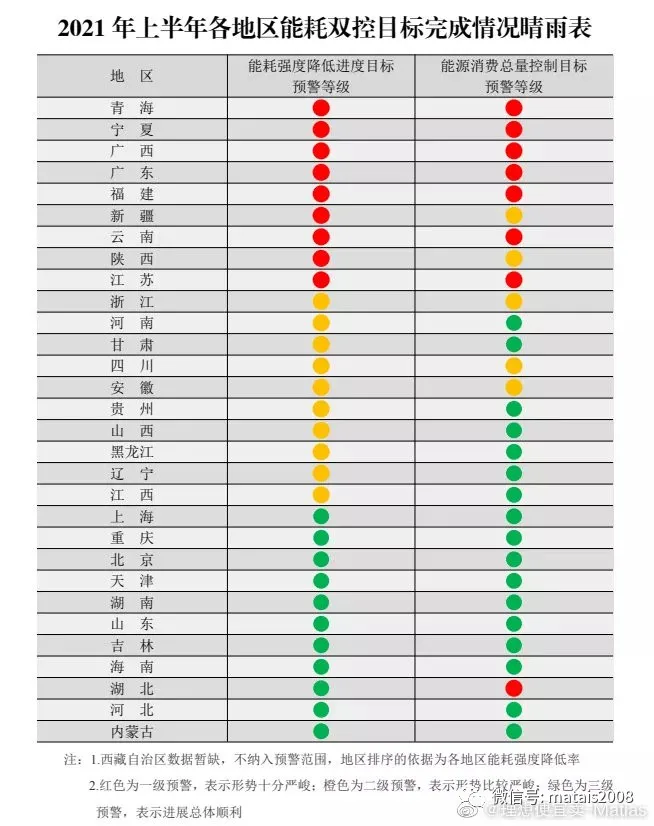 2021 年上半年各地区能耗双控目标完成情况晴雨表
地 区
能耗强度降低进度目标
预警等级
能源消费总量控制目标
预警等级
青 海
宁 夏
广 西
广 东
福 建
新 疆
云 南
陕 西
江 苏
浙 江
河 南
甘 肃
四 川
安 徽
贵 州
山 西
黑龙江
辽 宁
江 西
上 海
重 庆
北 京
天 津
湖 南
山 东
吉 林
海 南
湖 北
河 北
内蒙古
注：1.西藏自治区数据暂缺，不纳入预警范围，地区排序的依据为各地区能耗强度降低率
2.红色为一级预警，表示形势十分严峻；橙色为二级预警，表示形势比较严峻；绿色为三级
预警，表示进展总体顺利
微信号: matais2008